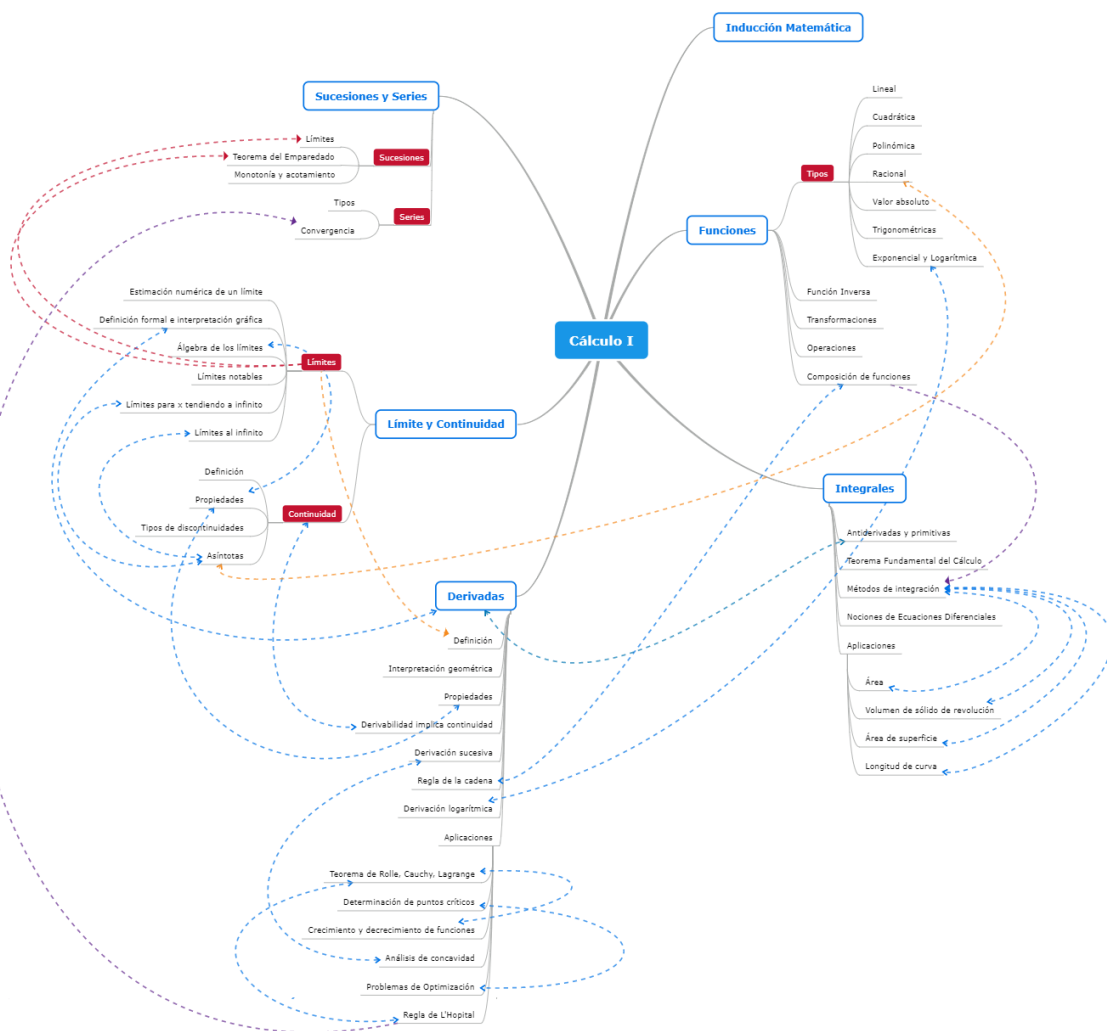 Cálculo I
Inducción Matemática
Sucesiones y Series
Sucesiones
Límites
Teorema del Emparedado
Monotonía y acotamiento
Series
Tipos
Convergencia
Funciones
Tipos
Lineal
Cuadrática
Polinómica
Racional
Valor absoluto
Trigonométricas
Exponencial y Logarítmica
Función Inversa
Transformaciones
Operaciones
Composición de funciones
Límite y Continuidad
Límites
Estimación numérica de un límite
Definición formal e interpretación gráfica
Álgebra de los límites
Límites notables
Límites para x tendiendo a infinito
Límites al infinito
Continuidad
Definición
Propiedades
Tipos de discontinuidades
Asíntotas
Integrales
Antiderivadas y primitivas
Teorema Fundamental del Cálculo
Métodos de integración
Nociones de Ecuaciones Diferenciales
Aplicaciones
Área
Volumen de sólido de revolución
Área de superficie
Longitud de curva
Derivadas
Definición
Interpretación geométrica
Propiedades
Derivabilidad implica continuidad
Derivación sucesiva
Regla de la cadena
Derivación logarítmica
Aplicaciones
Teorema de Rolle, Cauchy, Lagrange
Determinación de puntos críticos
Crecimiento y decrecimiento de funciones
Análisis de concavidad
Problemas de Optimización
Regla de L'Hopital